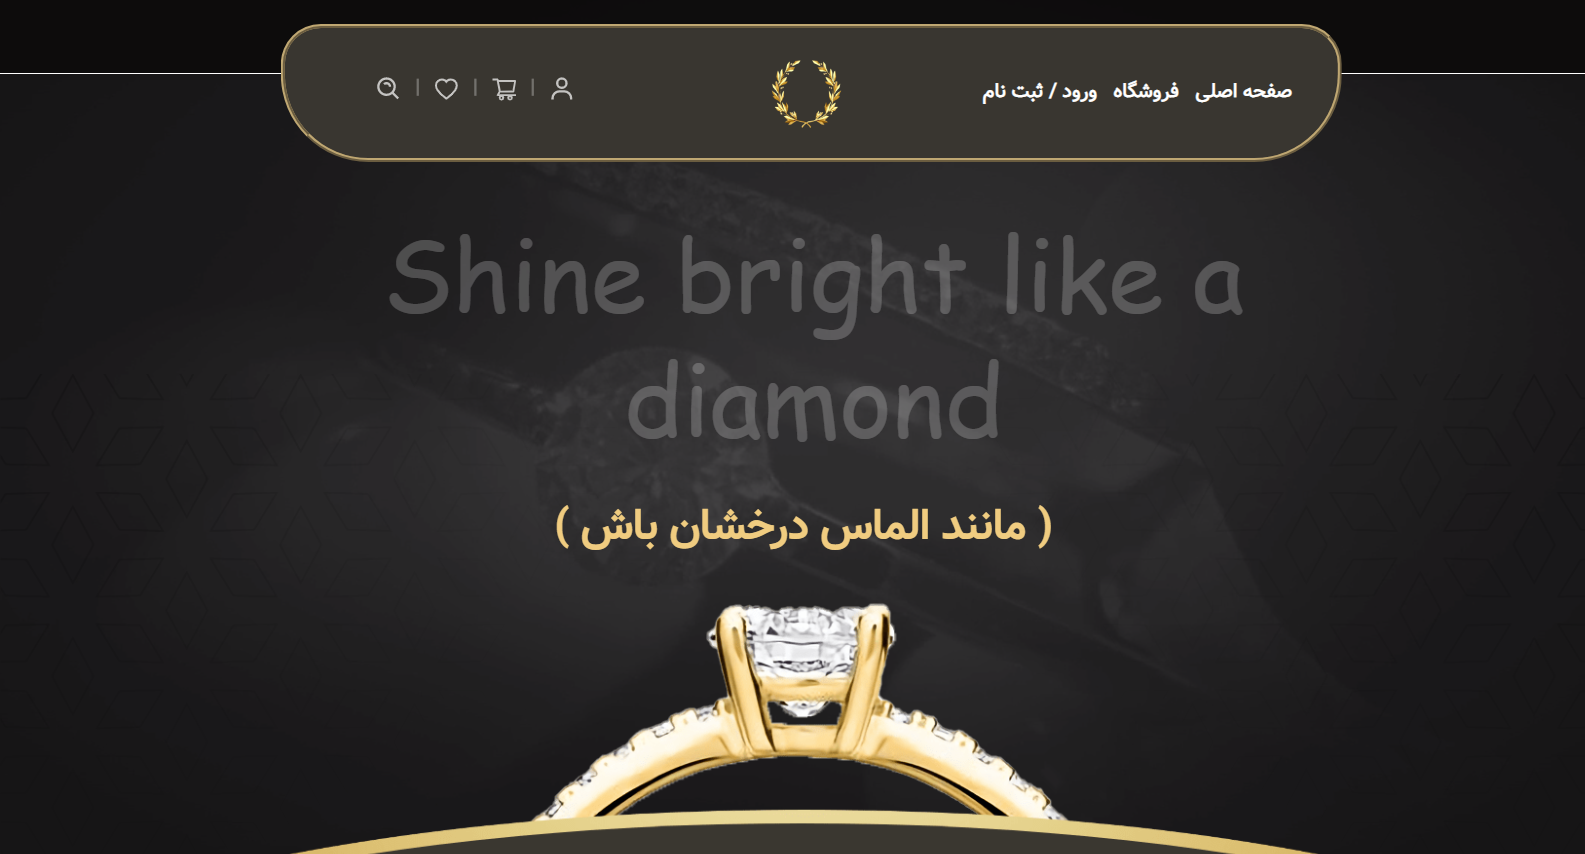 صفحه اصلی فروشگاه ورود / ثبت نام
Shine bright like a
diamond
( مانند الماس درخشان باش )